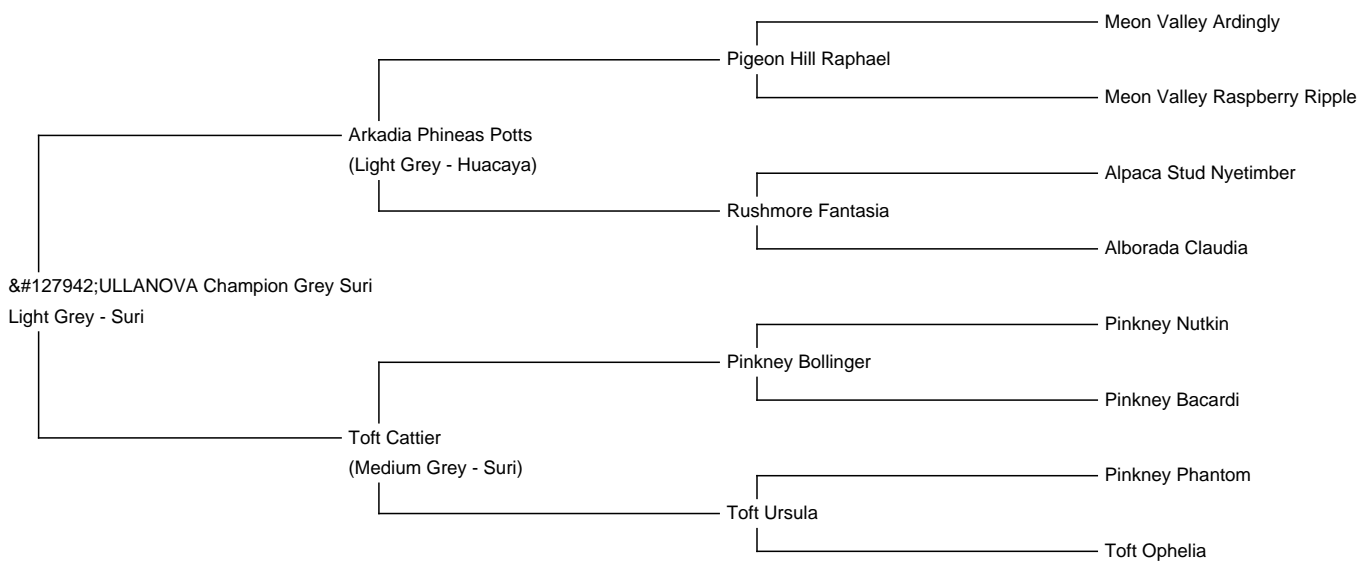 Meon Valley Ardingly
Pigeon Hill Raphael
Meon Valley Raspberry Ripple
Arkadia Phineas Potts
(Light Grey - Huacaya)
Alpaca Stud Nyetimber
Rushmore Fantasia
Alborada Claudia
&#127942;ULLANOVA Champion Grey Suri
Light Grey - Suri
Pinkney Nutkin
Pinkney Bollinger
Pinkney Bacardi
Toft Cattier
(Medium Grey - Suri)
Pinkney Phantom
Toft Ursula
Toft Ophelia